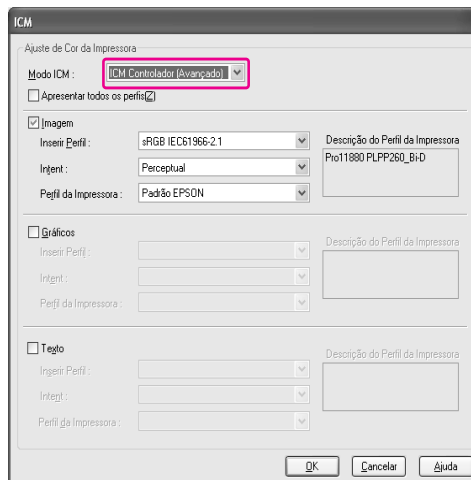 ICM
Ajuste de Cor da Impressora
Modo ICM : ICM Controlador (Avançado)
Apresentar todos os perfis(Z)
Imagem
Inserir Perfil : sRGB IEC61966-2.1 Descrição do Perfil da Impressora
Pro11880 PLPP260_Bi-D
Intent : Perceptual
Perfil da Impressora : Padrão EPSON
Gráficos
Inserir Perfil : Descrição do Perfil da Impressora
Intent :
Perfil da Impressora :
Texto
Inserir Perfil : Descrição do Perfil da Impressora
Intent :
Perfil da Impressora :
OK Cancelar Ajuda